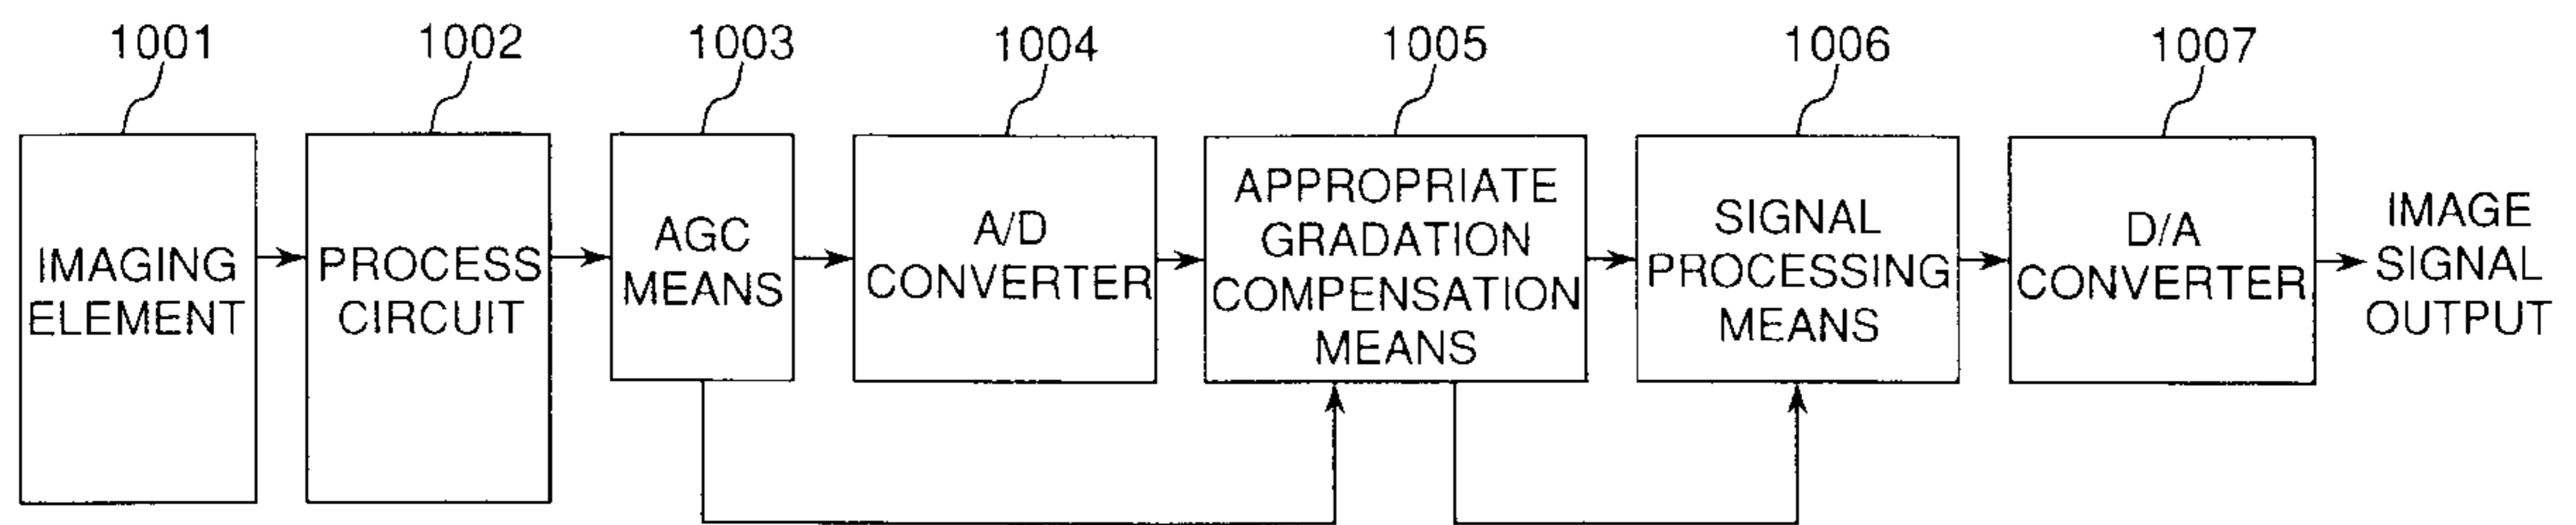 1001
1002
1003
1004
1005
1006
1007
IMAGING
ELEMENT
PROCESS
CIRCUIT
AGC
MEANS
A/D
CONVERTER
APPROPRIATE
GRADATION
COMPENSATION
MEANS
SIGNAL
PROCESSING
MEANS
D/A
CONVERTER
IMAGE
SIGNAL
OUTPUT